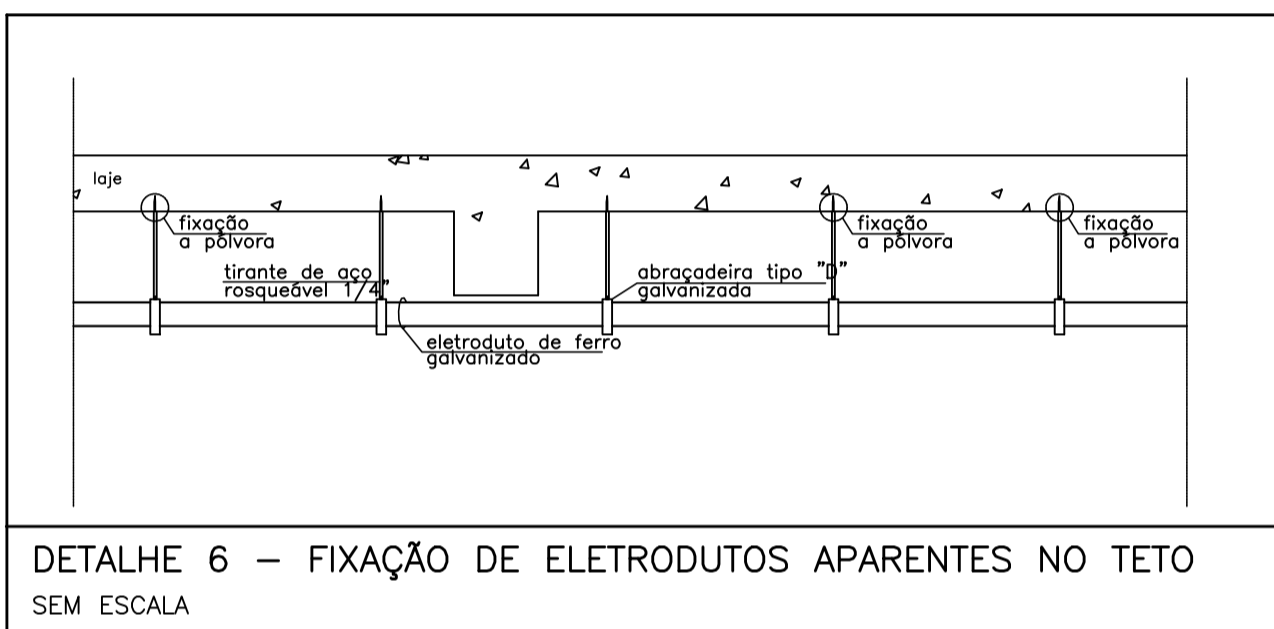 laje
fixação
a pólvora
fixação
a pólvora
fixação
a pólvora
tirante de aço
rosqueável 1/4"
abraçadeira tipo "D"
galvanizada
eletroduto de ferro
galvanizado
DETALHE 6 – FIXAÇÃO DE ELETRODUTOS APARENTES NO TETO
SEM ESCALA